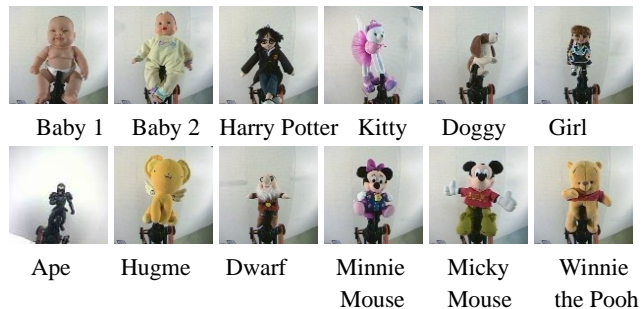 Baby 1 Baby 2 Harry Potter Kitty Doggy Girl
Ape Hugme Dwarf Minnie Micky Winnie
Mouse Mouse the Pooh